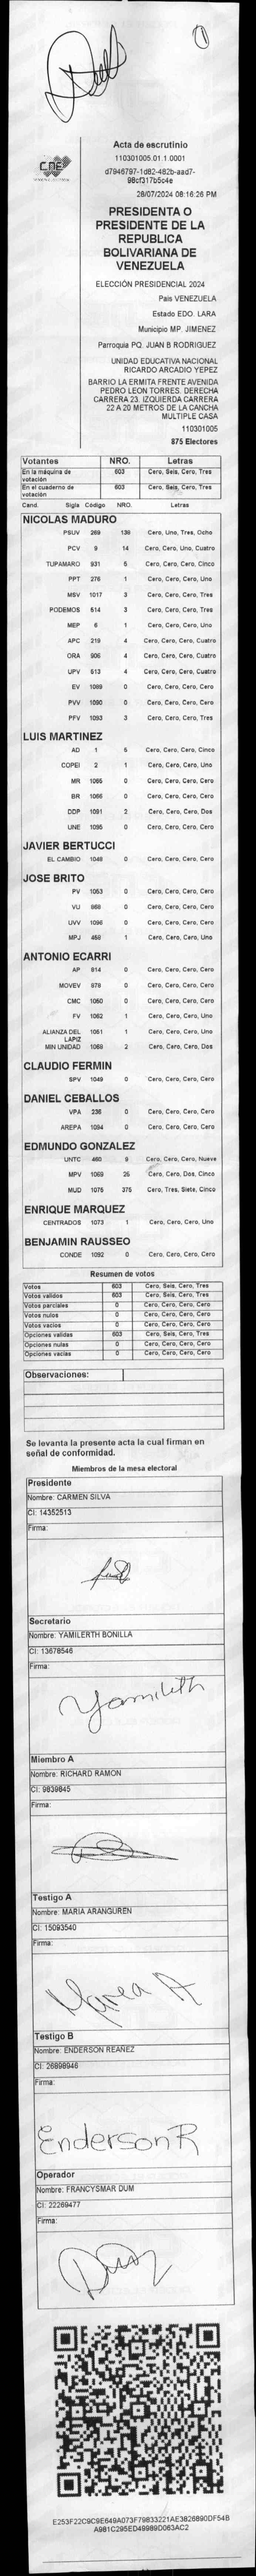 Dum
1
CNE
Acta de escrutinio
110301005.01.1.0001
d7946797-1d82-482b-aad7-
98cf317b5c4e
28/07/2024 08:16:26 PM
PRESIDENTA O
PRESIDENTE DE LA
REPUBLICA
BOLIVARIANA DE
VENEZUELA
ELECCIÓN PRESIDENCIAL 2024
País VENEZUELA
Estado EDO. LARA
Municipio MP. JIMENEZ
Parroquia PQ. JUAN B RODRIGUEZ
UNIDAD EDUCATIVA NACIONAL
RICARDO ARCADIO YEPEZ
BARRIO LA ERMITA FRENTE AVENIDA
PEDRO LEON TORRES. DERECHA
CARRERA 23. IZQUIERDA CARRERA
22 A 20 METROS DE LA CANCHA
MULTIPLE CASA
110301005
875 Electores
Votantes NRO. Letras
En la máquina de votación 603 Cero, Seis, Cero, Tres
En el cuaderno de votación 603 Cero, Seis, Cero, Tres
Cand. Sigla Código NRO. Letras
NICOLAS MADURO
PSUV 269 138 Cero, Uno, Tres, Ocho
PCV 9 14 Cero, Cero, Uno, Cuatro
TUPAMARO 931 5 Cero, Cero, Cero, Cinco
PPT 276 1 Cero, Cero, Cero, Uno
MSV 1017 3 Cero, Cero, Cero, Tres
PODEMOS 514 3 Cero, Cero, Cero, Tres
MEP 6 1 Cero, Cero, Cero, Uno
APC 219 4 Cero, Cero, Cero, Cuatro
ORA 906 4 Cero, Cero, Cero, Cuatro
UPV 513 4 Cero, Cero, Cero, Cuatro
EV 1089 0 Cero, Cero, Cero, Cero
PVV 1090 0 Cero, Cero, Cero, Cero
PFV 1093 3 Cero, Cero, Cero, Tres
LUIS MARTINEZ
AD 1 5 Cero, Cero, Cero, Cinco
COPEI 2 1 Cero, Cero, Cero, Uno
MR 1065 0 Cero, Cero, Cero, Cero
BR 1066 0 Cero, Cero, Cero, Cero
DDP 1091 2 Cero, Cero, Cero, Dos
UNE 1095 0 Cero, Cero, Cero, Cero
JAVIER BERTUCCI
EL CAMBIO 1048 0 Cero, Cero, Cero, Cero
JOSE BRITO
PV 1053 0 Cero, Cero, Cero, Cero
VU 968 0 Cero, Cero, Cero, Cero
UVV 1096 0 Cero, Cero, Cero, Cero
MPJ 458 1 Cero, Cero, Cero, Uno
ANTONIO ECARRI
AP 814 0 Cero, Cero, Cero, Cero
MOVEV 978 0 Cero, Cero, Cero, Cero
CMC 1050 0 Cero, Cero, Cero, Cero
FV 1062 1 Cero, Cero, Cero, Uno
ALIANZA DEL LAPIZ 1051 1 Cero, Cero, Cero, Uno
MIN UNIDAD 1069 2 Cero, Cero, Cero, Dos
CLAUDIO FERMIN
SPV 1049 0 Cero, Cero, Cero, Cero
DANIEL CEBALLOS
VPA 236 0 Cero, Cero, Cero, Cero
AREPA 1094 0 Cero, Cero, Cero, Cero
EDMUNDO GONZALEZ
UNTC 460 9 Cero, Cero, Cero, Nueve
MPV 1069 25 Cero, Cero, Dos, Cinco
MUD 1075 375 Cero, Tres, Siete, Cinco
ENRIQUE MARQUEZ
CENTRADOS 1073 1 Cero, Cero, Cero, Uno
BENJAMIN RAUSSEO
CONDE 1092 0 Cero, Cero, Cero, Cero
Resumen de votos
Votos 603 Cero, Seis, Cero, Tres
Votos validos 603 Cero, Seis, Cero, Tres
Votos parciales 0 Cero, Cero, Cero, Cero
Votos nulos 0 Cero, Cero, Cero, Cero
Votos vacios 0 Cero, Cero, Cero, Cero
Opciones validas 603 Cero, Seis, Cero, Tres
Opciones nulas 0 Cero, Cero, Cero, Cero
Opciones vacias 0 Cero, Cero, Cero, Cero
Observaciones:
Se levanta la presente acta la cual firman en
señal de conformidad.
Miembros de la mesa electoral
Presidente
Nombre: CARMEN SILVA
CI: 14352513
Firma:
Secretario
Nombre: YAMILERTH BONILLA
CI: 13678546
Firma:
Yamileth
Miembro A
Nombre: RICHARD RAMON
CI: 9839845
Firma:
Testigo A
Nombre: MARIA ARANGUREN
CI: 15093540
Firma:
Maria A
Testigo B
Nombre: ENDERSON REAÑEZ
CI: 26898946
Firma:
Enderson R
Operador
Nombre: FRANCYSMAR DUM
CI: 22269477
Firma:
Dum
E253F22C9C9E649A073F79833221AE3826890DF54B
A981C295ED49989D063AC2